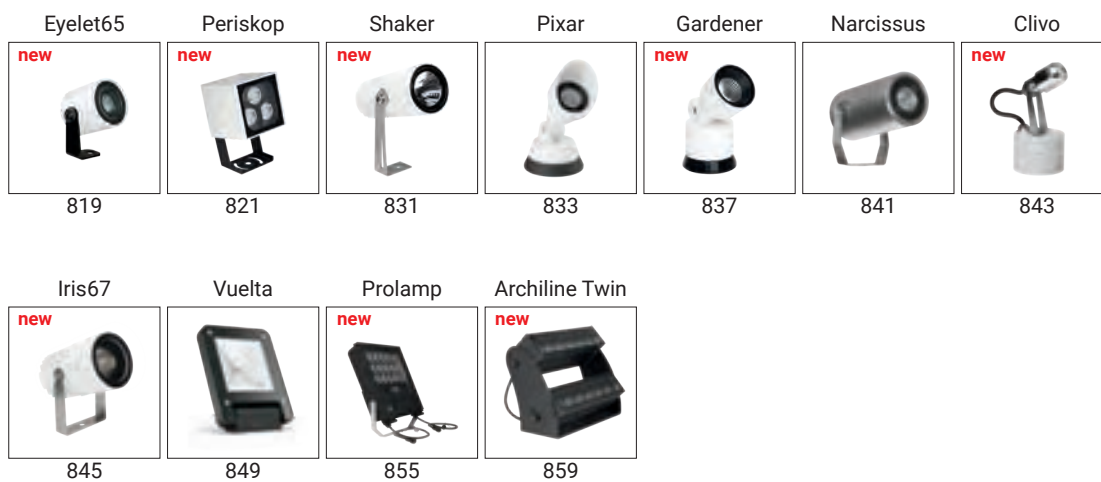 Eyelet65 Periskop Shaker Pixar Gardener Narcissus Clivo
new new new new new
819 821 831 833 837 841 843
Iris67 Vuelta Prolamp Archiline Twin
new new new
845 849 855 859